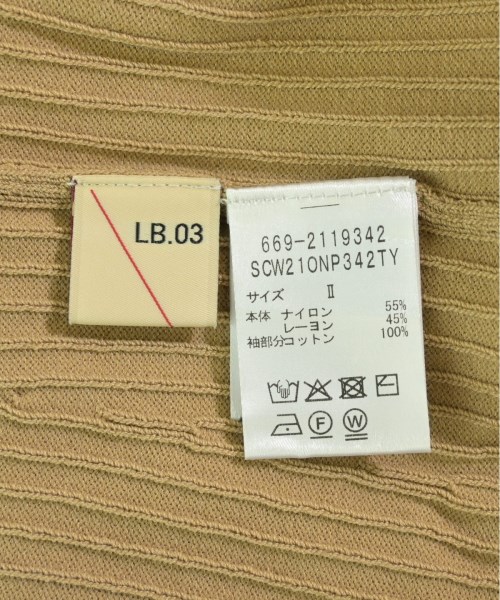 LB.03
669-2119342
SCW210NP342TY
サイズ Ⅱ
本体 ナイロン 55%
レーヨン 45%
袖部分コットン 100%
F W